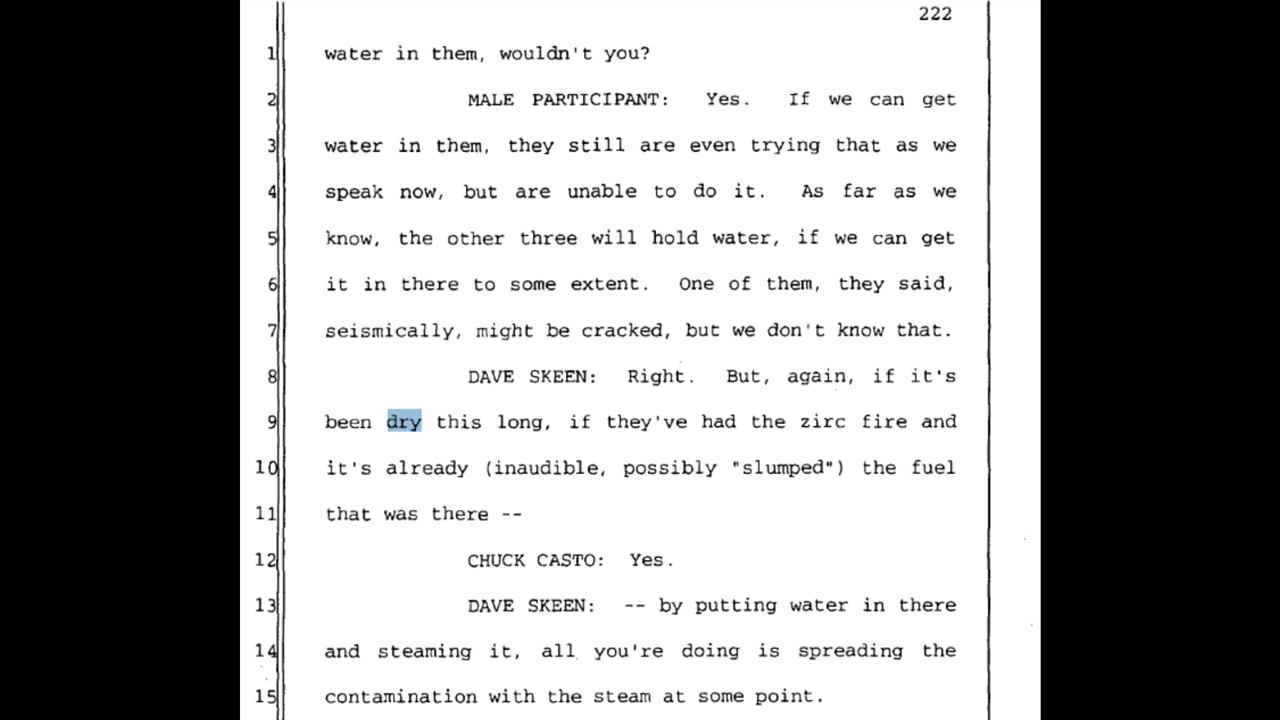 222
1 water in them, wouldn't you?
2 MALE PARTICIPANT: Yes. If we can get
3 water in them, they still are even trying that as we
4 speak now, but are unable to do it. As far as we
5 know, the other three will hold water, if we can get
6 it in there to some extent. One of them, they said,
7 seismically, might be cracked, but we don't know that.
8 DAVE SKEEN: Right. But, again, if it's
9 been dry this long, if they've had the zirc fire and
10 it's already (inaudible, possibly "slumped") the fuel
11 that was there --
12 CHUCK CASTO: Yes.
13 DAVE SKEEN: -- by putting water in there
14 and steaming it, all you're doing is spreading the
15 contamination with the steam at some point.